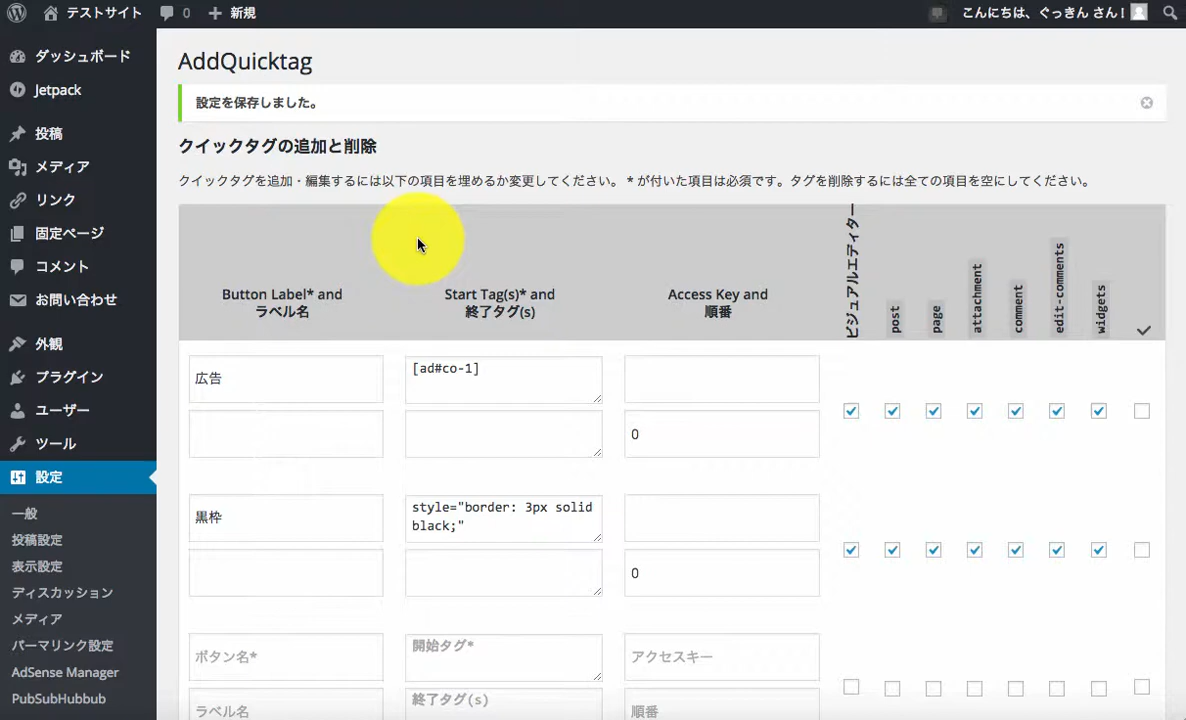 テストサイト 0 新規 こんにちは、ぐっきん さん!
ダッシュボード
Jetpack
投稿
メディア
リンク
固定ページ
コメント
お問い合わせ
外観
プラグイン
ユーザー
ツール
設定
一般
投稿設定
表示設定
ディスカッション
メディア
パーマリンク設定
AdSense Manager
PubSubHubbub
AddQuicktag
設定を保存しました。
クイックタグの追加と削除
クイックタグを追加・編集するには以下の項目を埋めるか変更してください。 * が付いた項目は必須です。タグを削除するには全ての項目を空にしてください。
Button Label* and
ラベル名
Start Tag(s)* and
終了タグ(s)
Access Key and
順番
ビジュアルエディター
post
page
attachment
comment
edit-comments
widgets
広告
[ad#co-1]
0
黒枠
style="border: 3px solid
black;"
0
ボタン名*
開始タグ*
アクセスキー
ラベル名
終了タグ(s)
順番